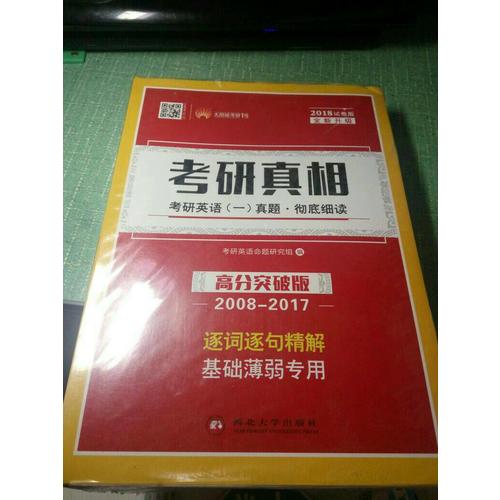 2018试卷版
全新升级
考研真相
考研英语（一）真题·彻底细读
考研英语命题研究组 编
高分突破版
2008-2017
逐词逐句精解
基础薄弱专用
西北大学出版社